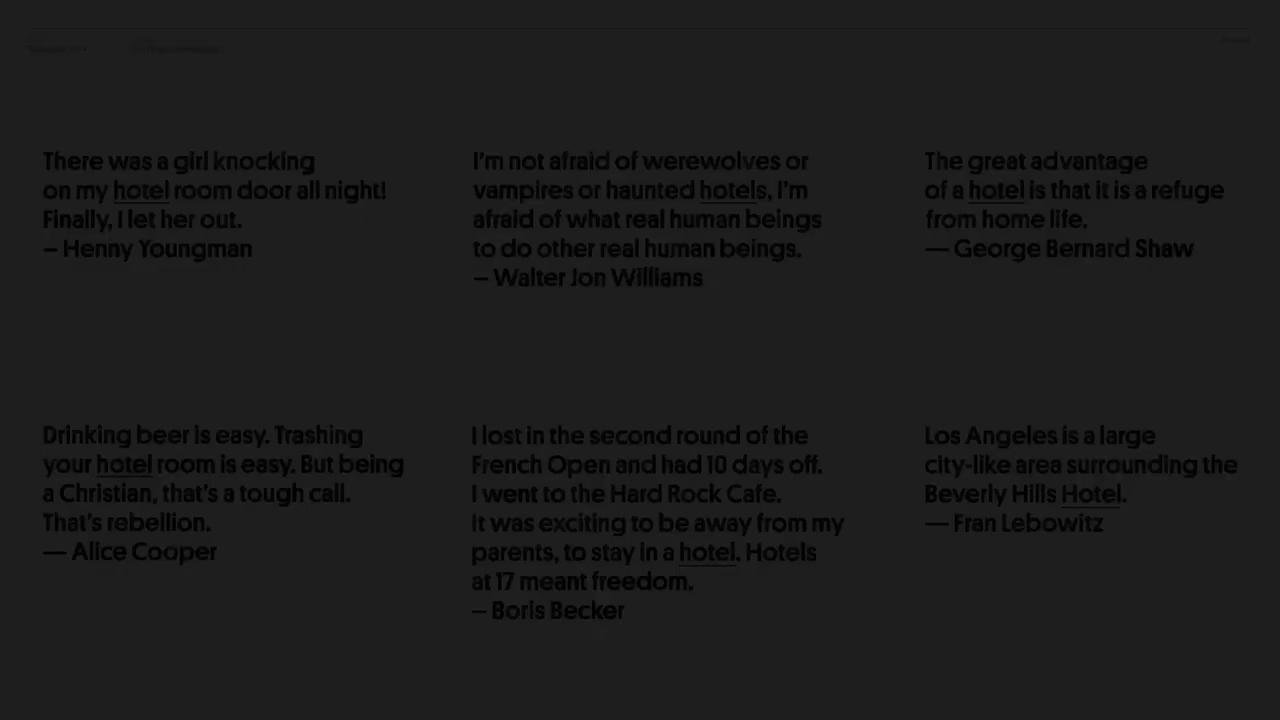 There was a girl knocking
on my hotel room door all night!
Finally, I let her out.
– Henny Youngman
I'm not afraid of werewolves or
vampires or haunted hotels, I'm
afraid of what real human beings
to do other real human beings.
– Walter Jon Williams
The great advantage
of a hotel is that it is a refuge
from home life.
— George Bernard Shaw
Drinking beer is easy. Trashing
your hotel room is easy. But being
a Christian, that's a tough call.
That's rebellion.
— Alice Cooper
I lost in the second round of the
French Open and had 10 days off.
I went to the Hard Rock Cafe.
It was exciting to be away from my
parents, to stay in a hotel. Hotels
at 17 meant freedom.
– Boris Becker
Los Angeles is a large
city-like area surrounding the
Beverly Hills Hotel.
— Fran Lebowitz